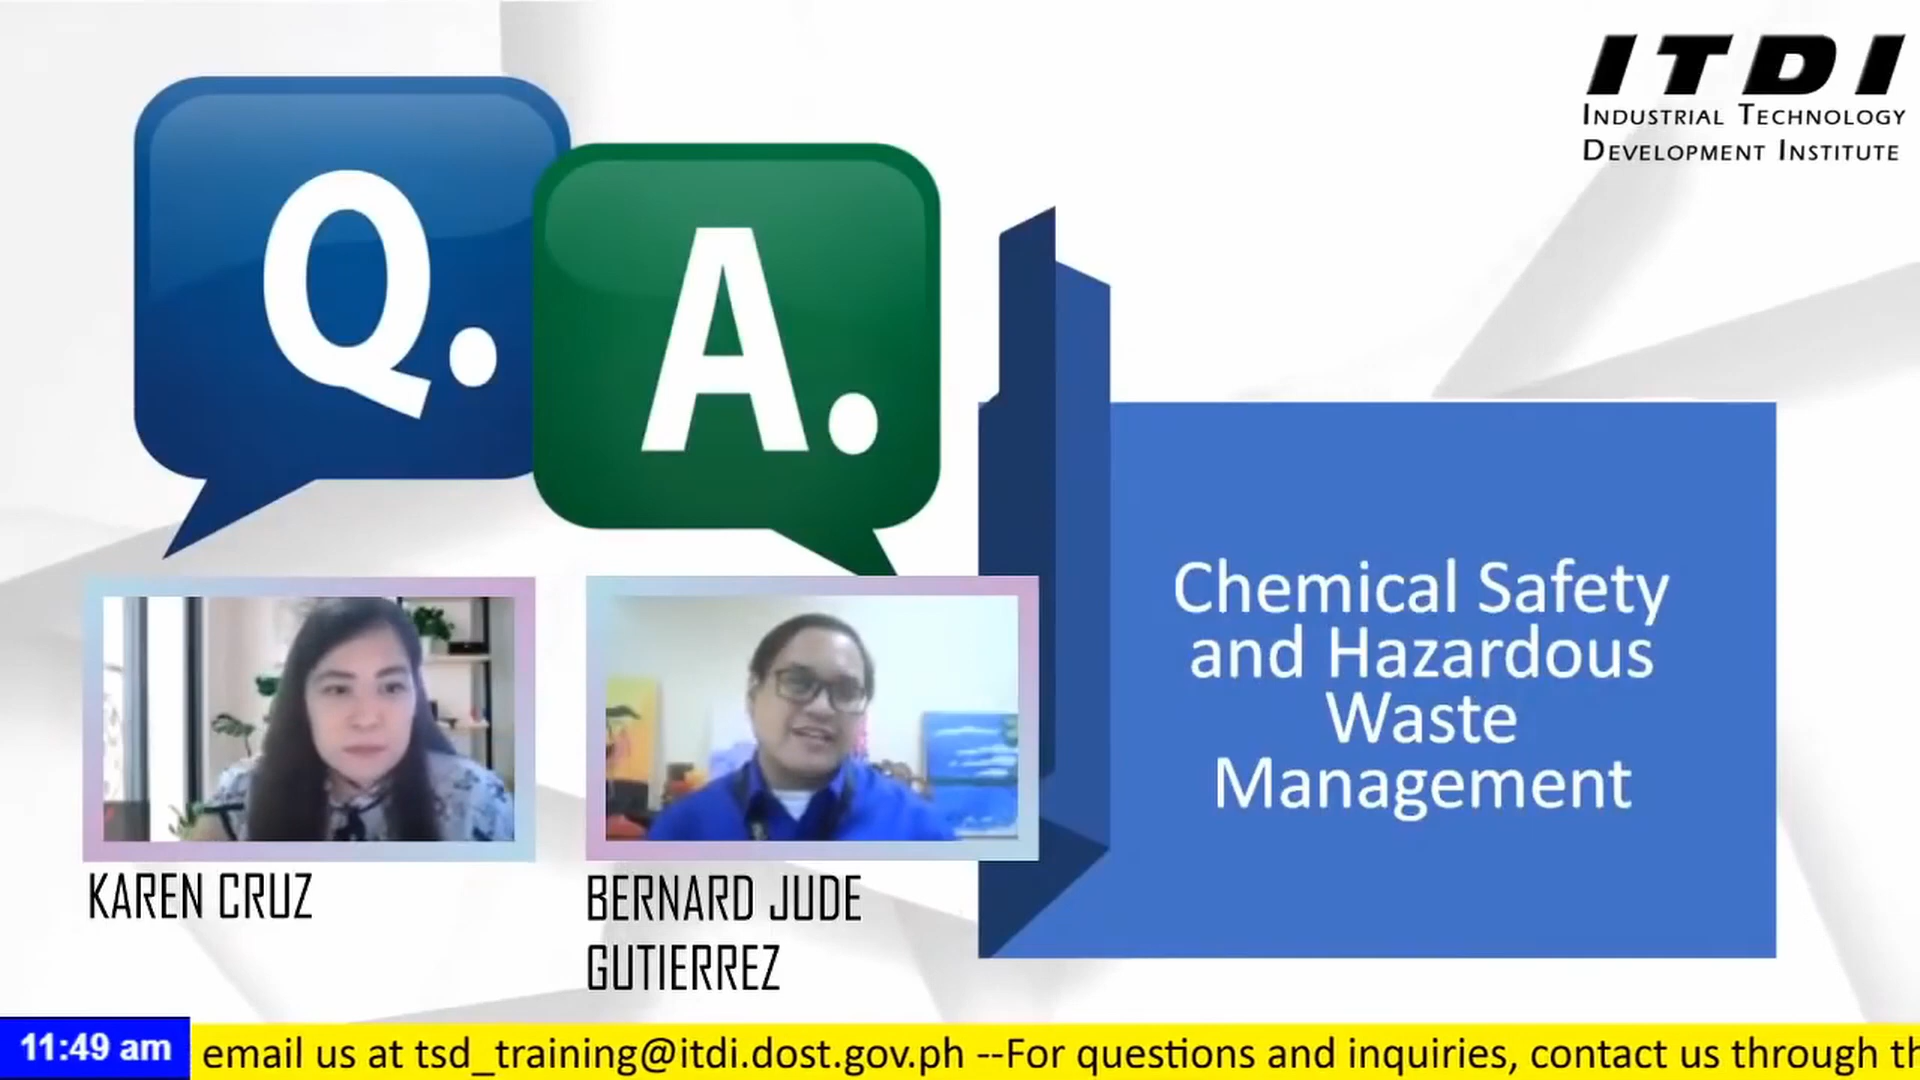 ITDI
INDUSTRIAL TECHNOLOGY
DEVELOPMENT INSTITUTE
Q.
A.
Chemical Safety
and Hazardous
Waste
Management
KAREN CRUZ
BERNARD JUDE
GUTIERREZ
11:49 am
email us at tsd_training@itdi.dost.gov.ph --For questions and inquiries, contact us through